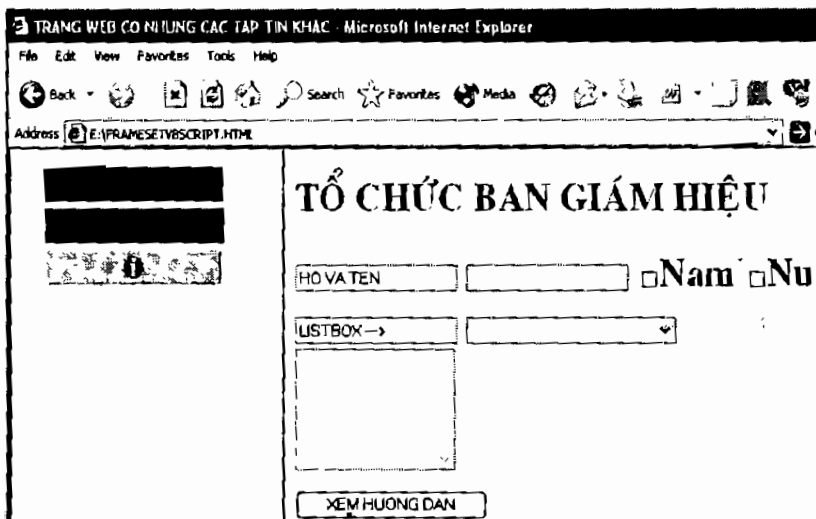 TRANG WEB CO NHUNG CAC TAP TIN KHAC - Microsoft Internet Explorer
File Edit View Favorites Tools Help
Back Search Favorites Media
Address E:\FRAMESETVBSCRIPT.HTML
TỔ CHỨC BAN GIÁM HIỆU
HO VA TEN Nam Nu
LISTBOX-->
XEM HUONG DAN